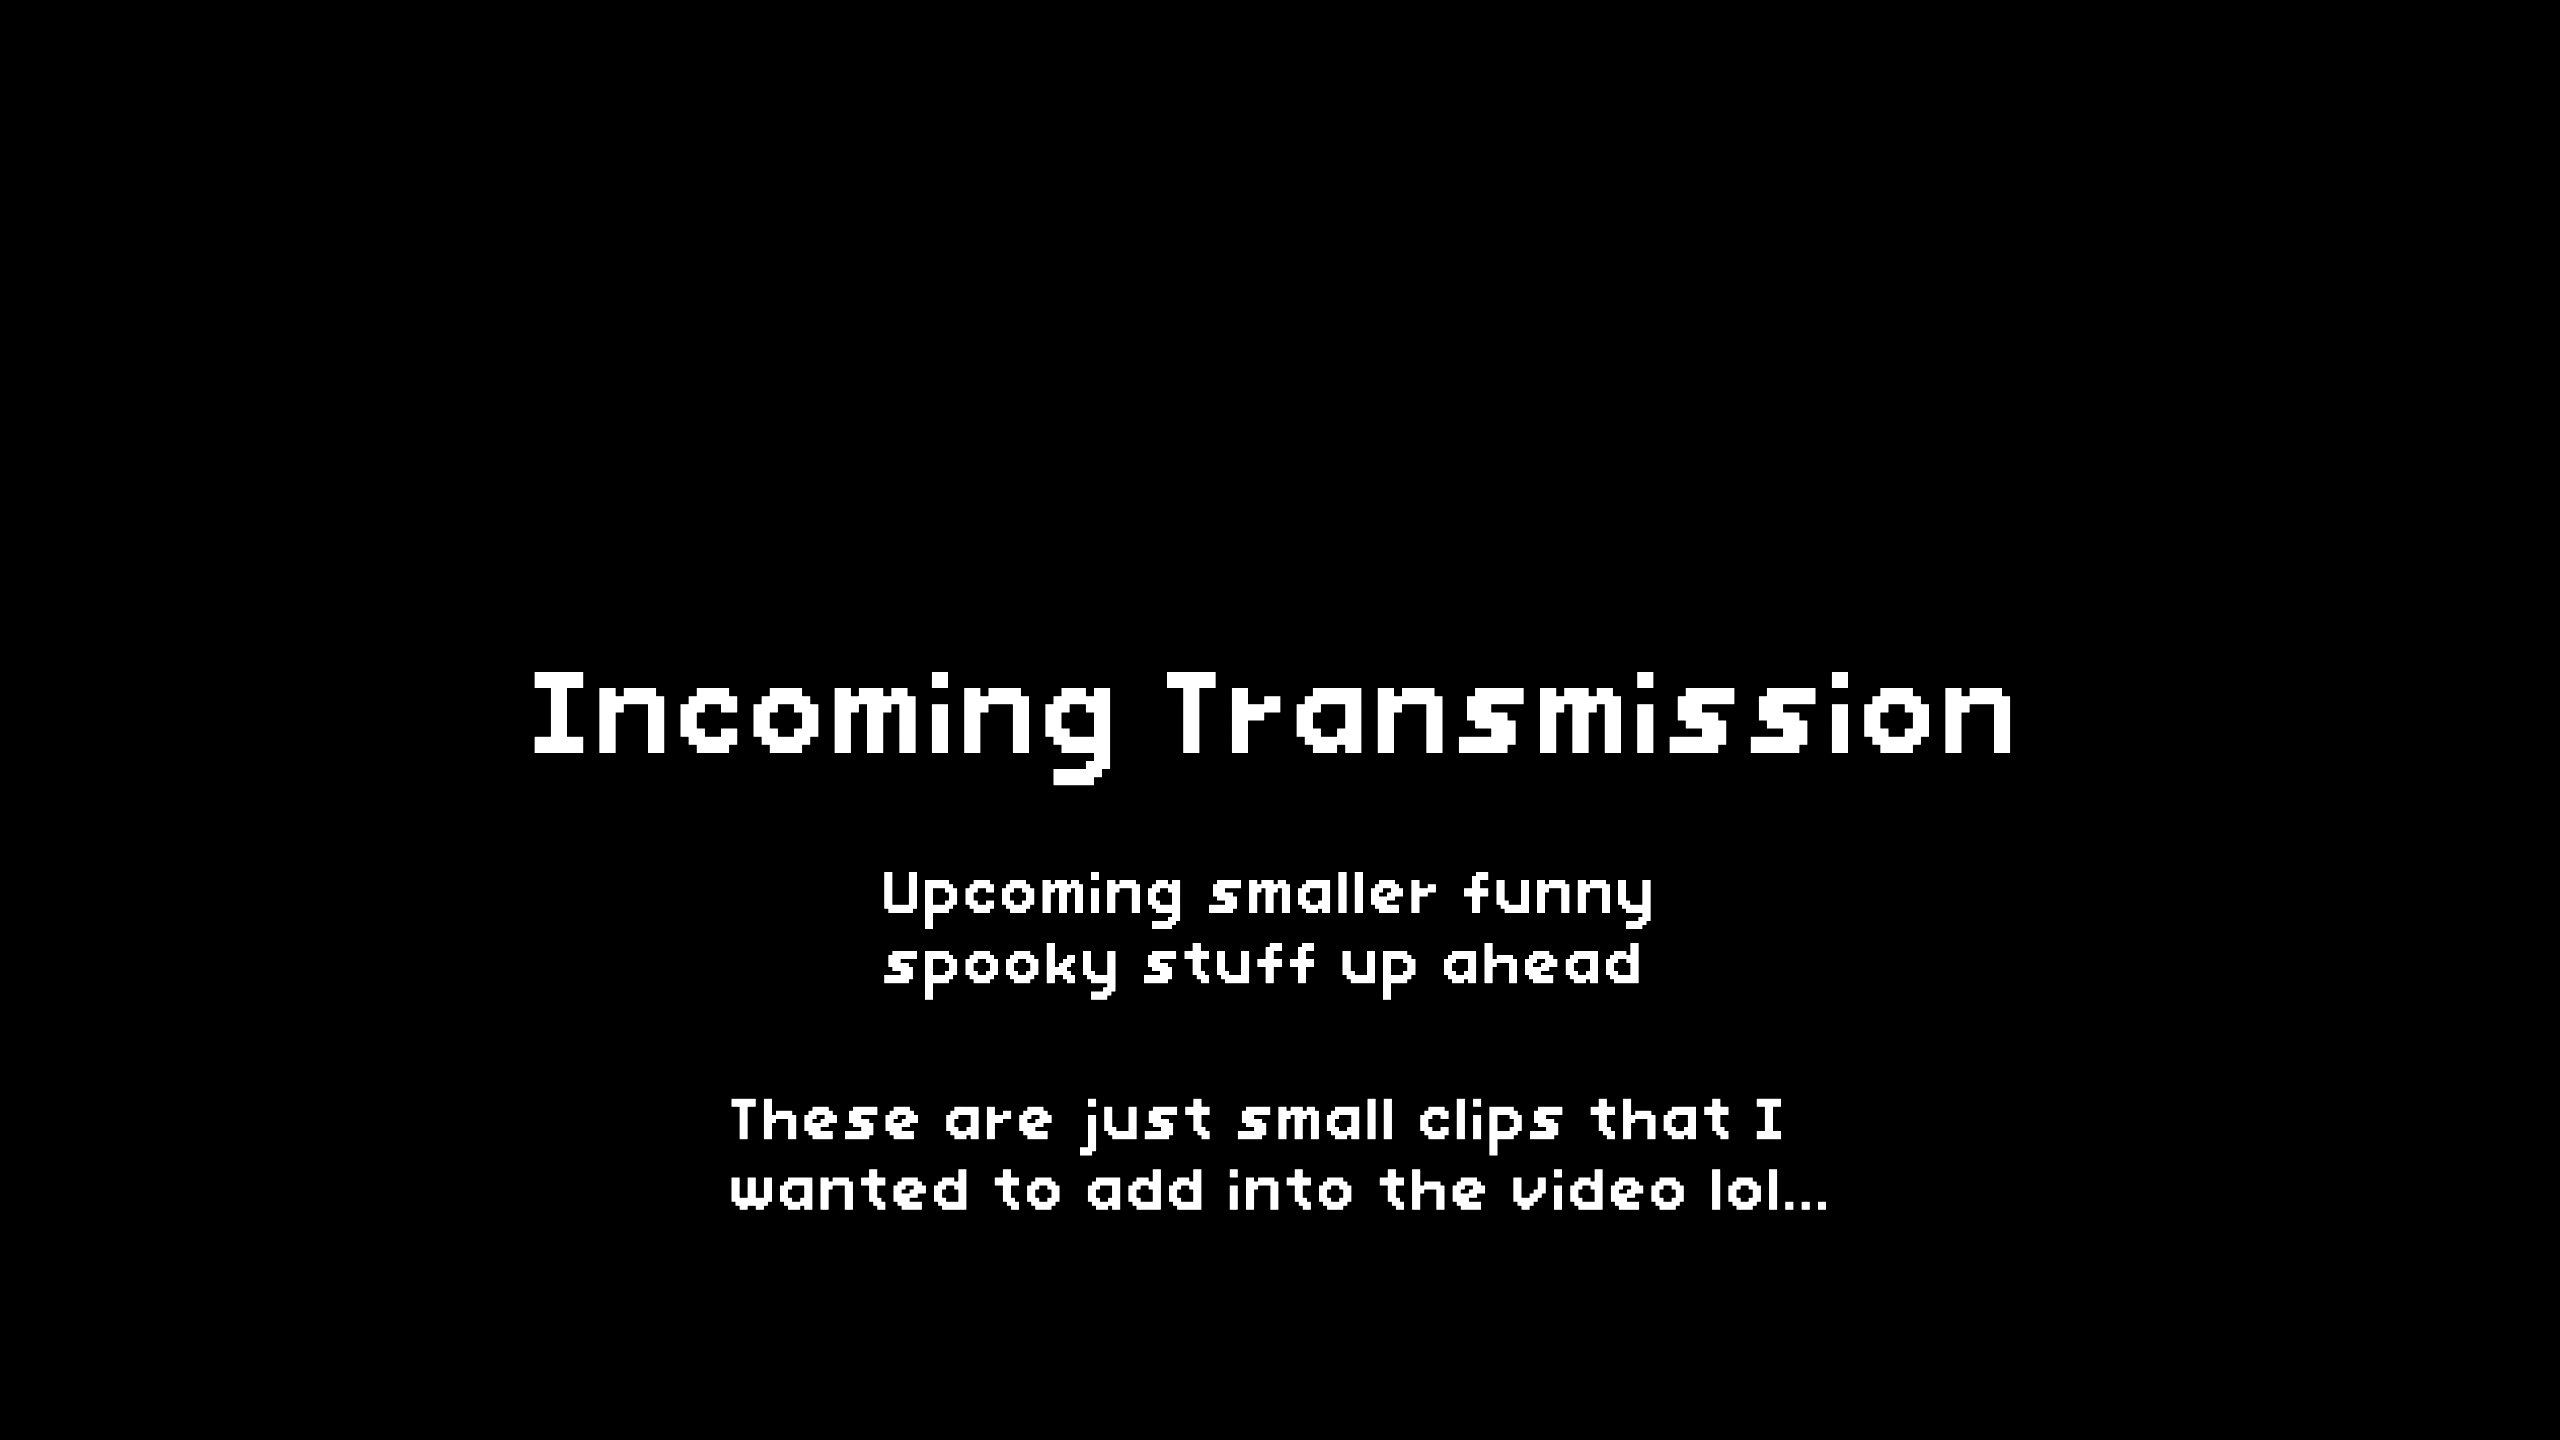 Incoming Transmission
Upcoming smaller funny
spooky stuff up ahead
These are just small clips that I
wanted to add into the video lol...